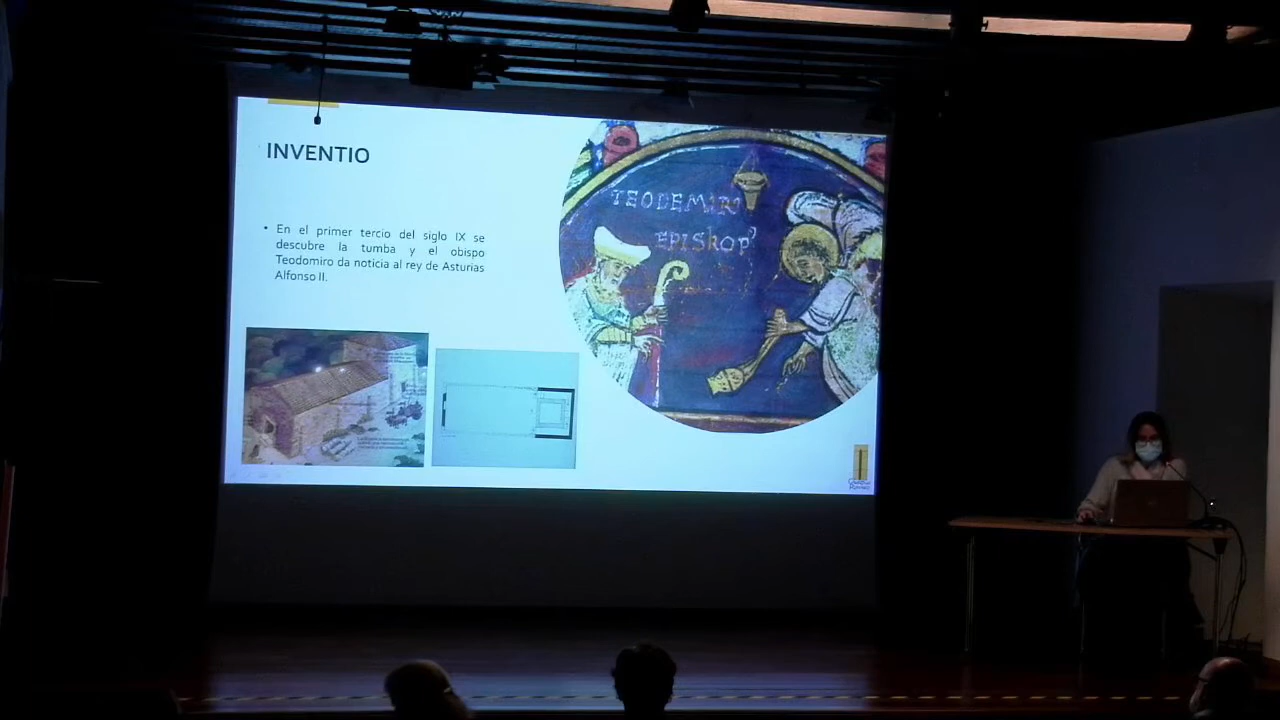 INVENTIO
• En el primer tercio del siglo IX se
descubre la tumba y el obispo
Teodomiro da noticia al rey de Asturias
Alfonso II.
TEODEMIR
EPISKOP